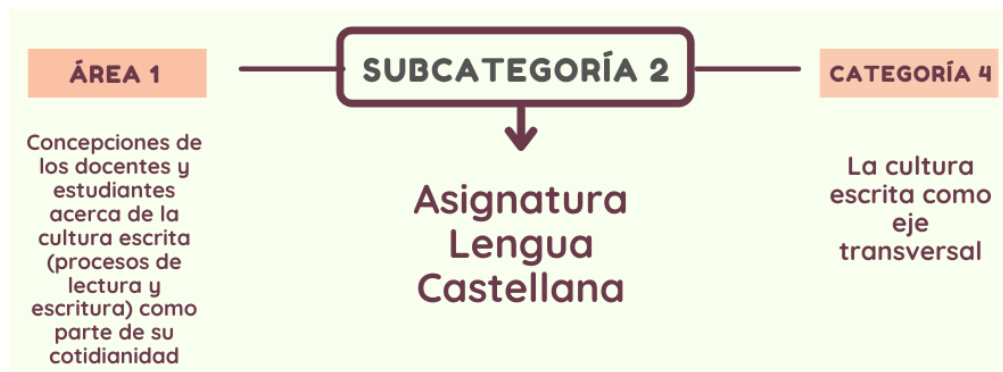 ÁREA 1
Concepciones de
los docentes y
estudiantes
acerca de la
cultura escrita
(procesos de
lectura y
escritura) como
parte de su
cotidianidad
SUBCATEGORÍA 2
Asignatura
Lengua
Castellana
CATEGORÍA 4
La cultura
escrita como
eje
transversal